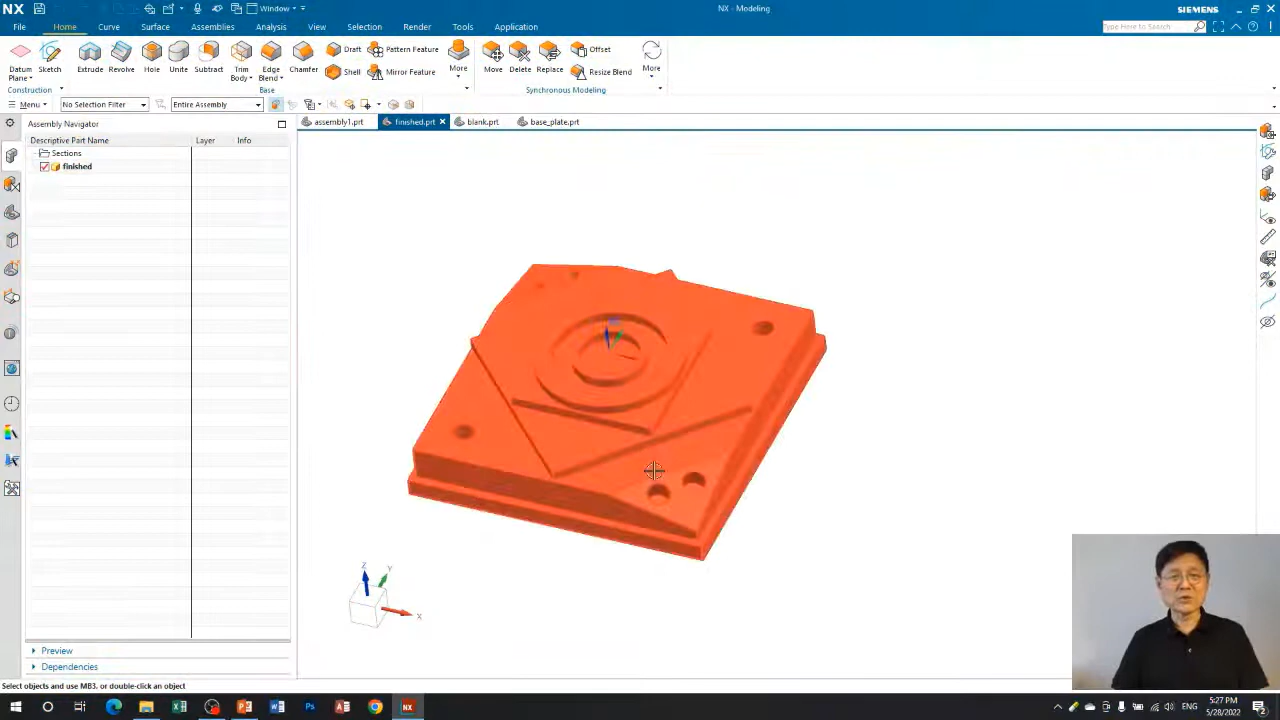 NX
Window
NX - Modeling
SIEMENS
File Home Curve Surface Assemblies Analysis View Selection Render Tools Application
Type Here to Search
Datum Plane
Sketch
Extrude
Revolve
Hole
Unite
Subtract
Trim Body
Edge Blend
Chamfer
Draft
Shell
Pattern Feature
Mirror Feature
More
Move
Delete
Replace
Offset
Resize Blend
More
Construction
Base
Synchronous Modeling
Menu
No Selection Filter
Entire Assembly
Assembly Navigator
assembly1.prt
finished.prt
blank.prt
base_plate.prt
Descriptive Part Name
Layer
Info
Sections
finished
Z
Y
X
Preview
Dependencies
Select objects and use MB3, or double-click an object
5:27 PM
5/28/2022